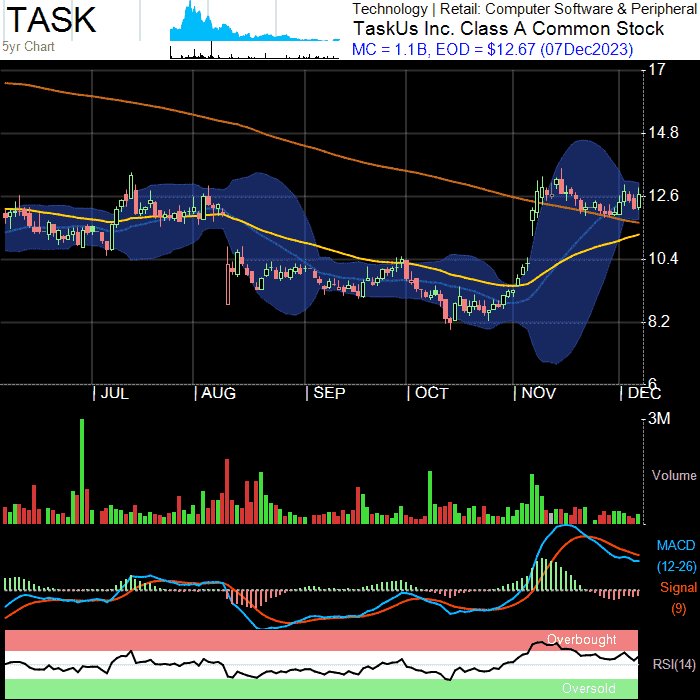 TASK
5yr Chart
Technology | Retail: Computer Software & Peripheral
TaskUs Inc. Class A Common Stock
MC = 1.1B, EOD = $12.67 (07Dec2023)
17
14.8
12.6
10.4
8.2
6
JUL AUG SEP OCT NOV DEC
3M
Volume
MACD
(12-26)
Signal
(9)
Overbought
RSI(14)
Oversold